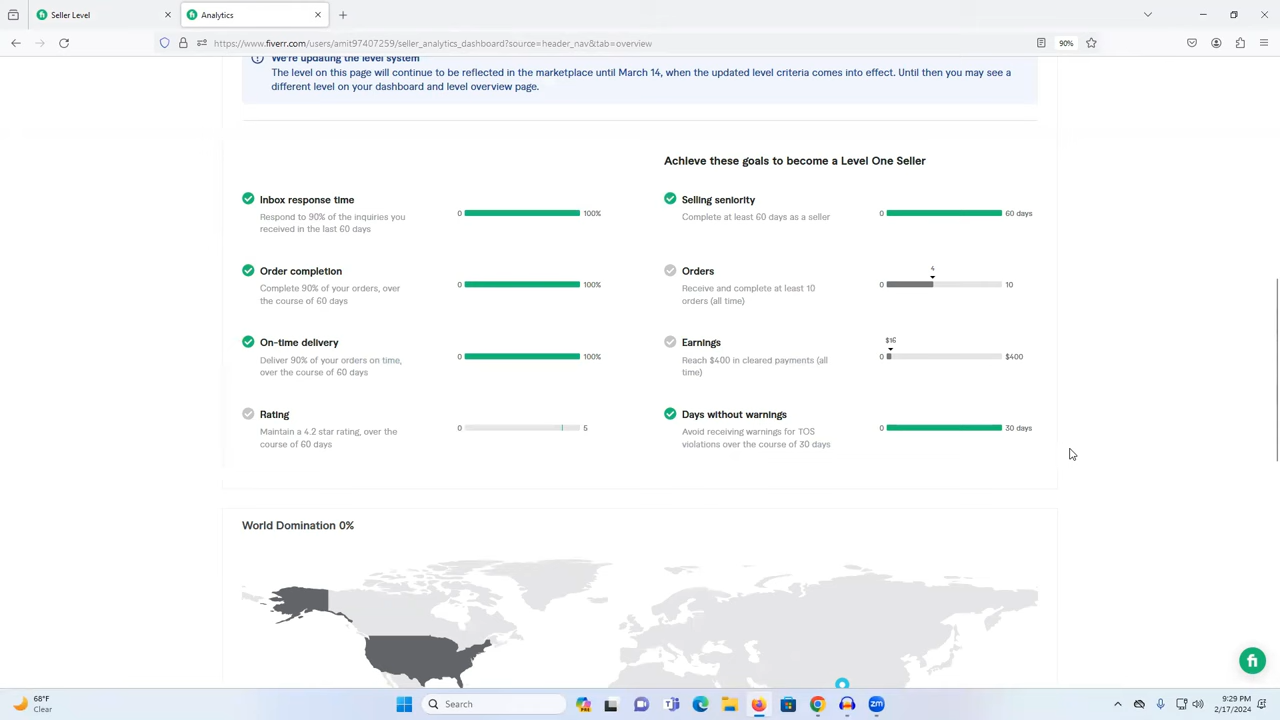 Seller Level
Analytics
https://www.fiverr.com/users/amit97407259/seller_analytics_dashboard?source=header_nav&tab=overview
90%
We're updating the level system
The level on this page will continue to be reflected in the marketplace until March 14, when the updated level criteria comes into effect. Until then you may see a
different level on your dashboard and level overview page.
Achieve these goals to become a Level One Seller
Inbox response time
Respond to 90% of the inquiries you
received in the last 60 days
0 100%
Selling seniority
Complete at least 60 days as a seller
0 60 days
Order completion
Complete 90% of your orders, over
the course of 60 days
0 100%
Orders
Receive and complete at least 10
orders (all time)
4
0 10
On-time delivery
Deliver 90% of your orders on time,
over the course of 60 days
0 100%
Earnings
Reach $400 in cleared payments (all
time)
$16
0 $400
Rating
Maintain a 4.2 star rating, over the
course of 60 days
0 5
Days without warnings
Avoid receiving warnings for TOS
violations over the course of 30 days
0 30 days
World Domination 0%
fi
68°F
Clear
Search
zm
9:29 PM
2/17/2024